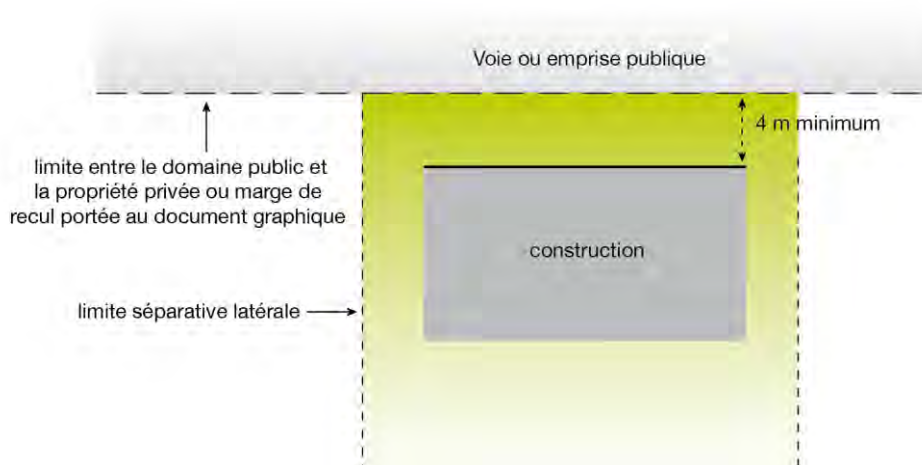 Voie ou emprise publique
4 m minimum
limite entre le domaine public et
la propriété privée ou marge de
recul portée au document graphique
construction
limite séparative latérale